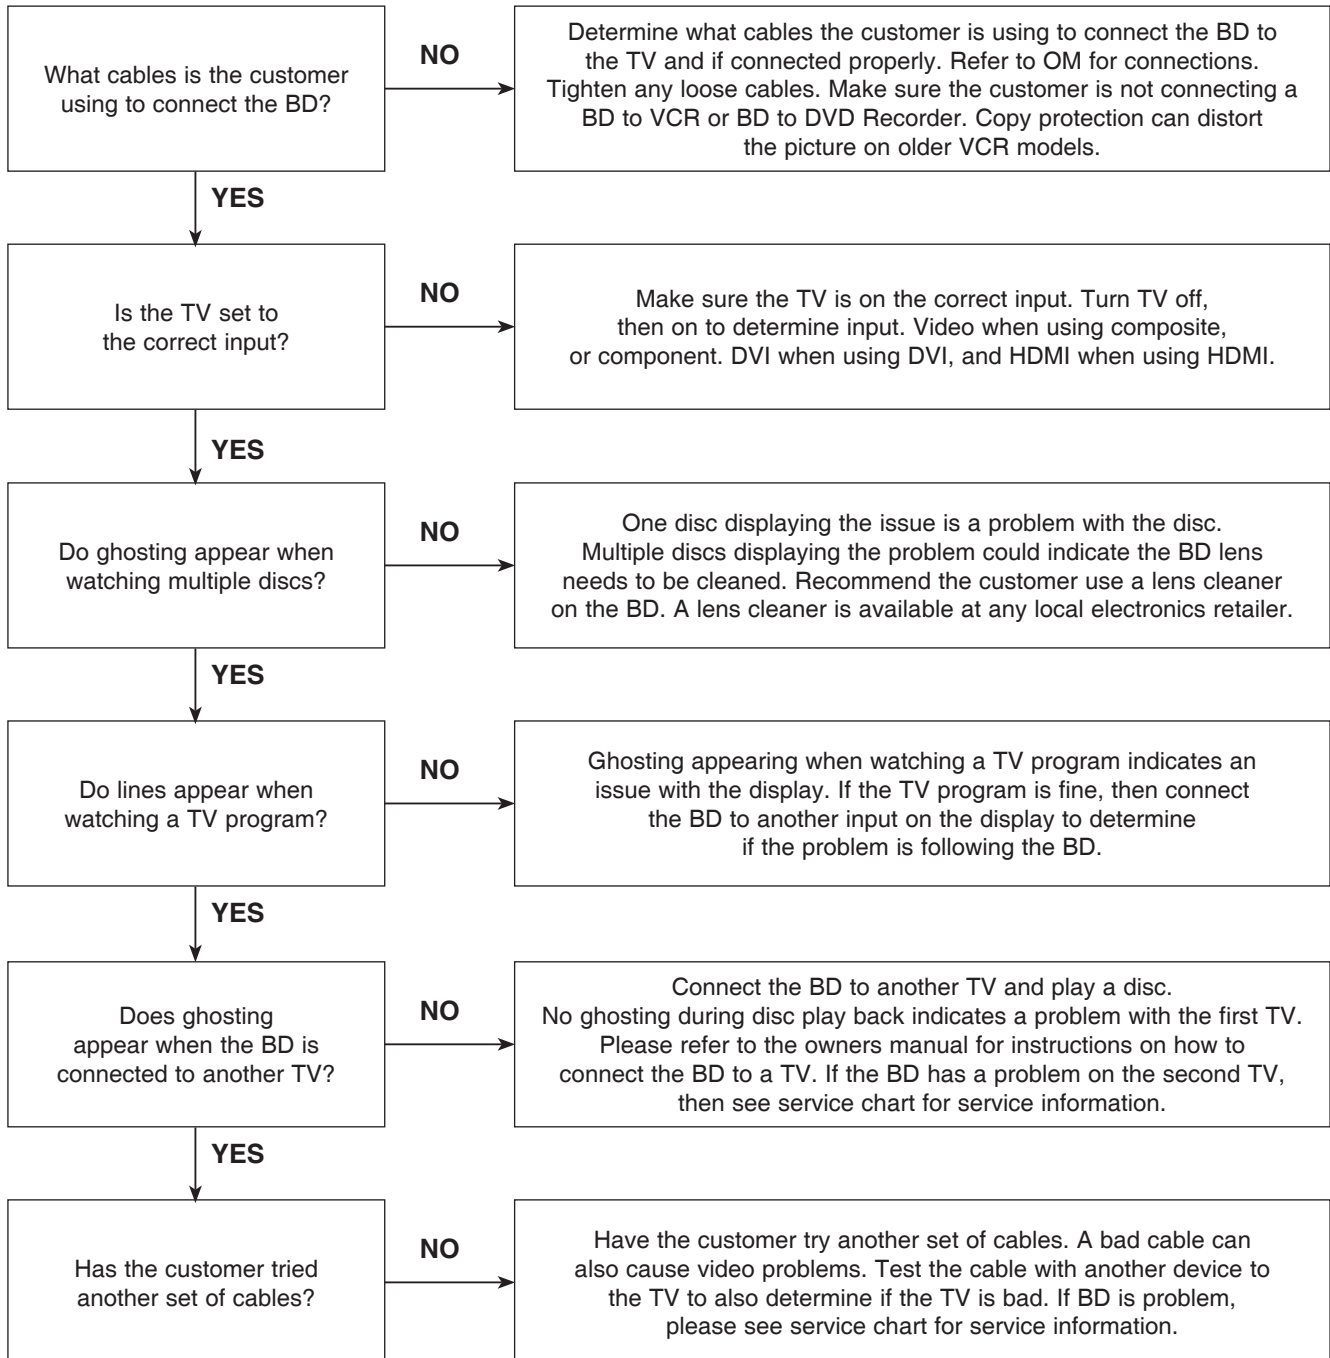 What cables is the customer
using to connect the BD?
NO
Determine what cables the customer is using to connect the BD to
the TV and if connected properly. Refer to OM for connections.
Tighten any loose cables. Make sure the customer is not connecting a
BD to VCR or BD to DVD Recorder. Copy protection can distort
the picture on older VCR models.
YES
Is the TV set to
the correct input?
NO
Make sure the TV is on the correct input. Turn TV off,
then on to determine input. Video when using composite,
or component. DVI when using DVI, and HDMI when using HDMI.
YES
Do ghosting appear when
watching multiple discs?
NO
One disc displaying the issue is a problem with the disc.
Multiple discs displaying the problem could indicate the BD lens
needs to be cleaned. Recommend the customer use a lens cleaner
on the BD. A lens cleaner is available at any local electronics retailer.
YES
Do lines appear when
watching a TV program?
NO
Ghosting appearing when watching a TV program indicates an
issue with the display. If the TV program is fine, then connect
the BD to another input on the display to determine
if the problem is following the BD.
YES
Does ghosting
appear when the BD is
connected to another TV?
NO
Connect the BD to another TV and play a disc.
No ghosting during disc play back indicates a problem with the first TV.
Please refer to the owners manual for instructions on how to
connect the BD to a TV. If the BD has a problem on the second TV,
then see service chart for service information.
YES
Has the customer tried
another set of cables?
NO
Have the customer try another set of cables. A bad cable can
also cause video problems. Test the cable with another device to
the TV to also determine if the TV is bad. If BD is problem,
please see service chart for service information.